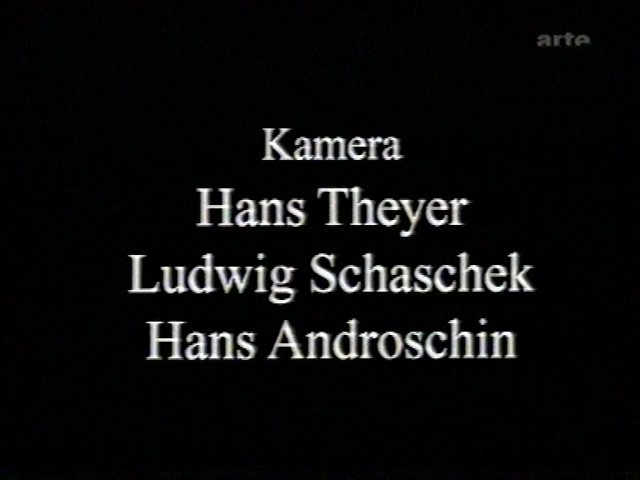 arte
Kamera
Hans Theyer
Ludwig Schaschek
Hans Androschin